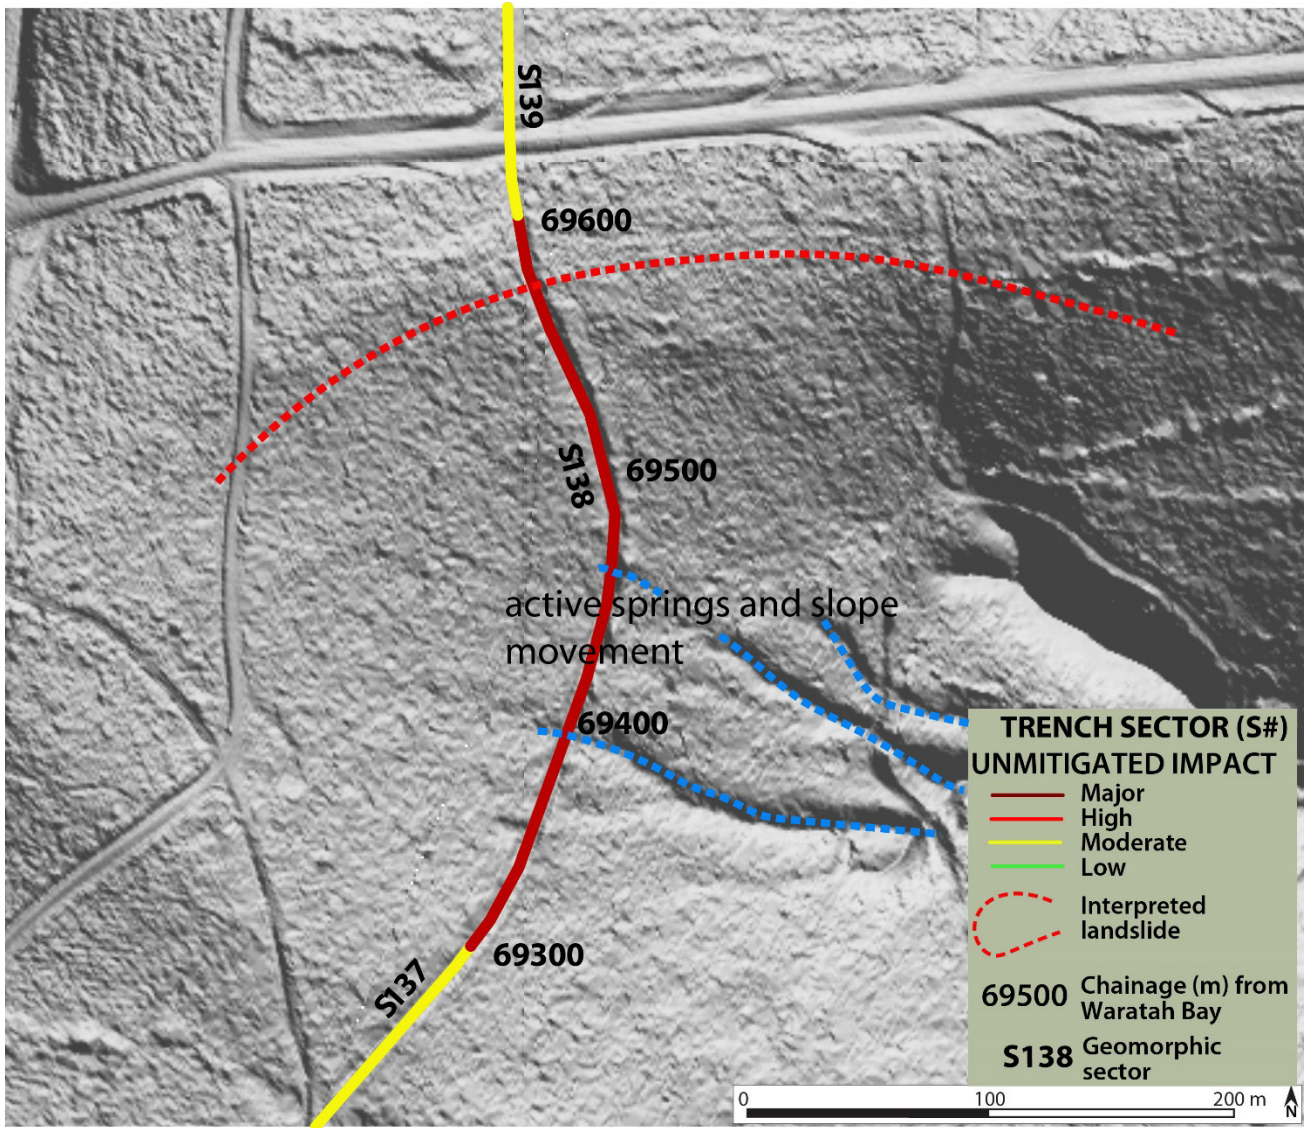 S139
69600
S138
69500
active springs and slope
movement
69400
69300
S137
TRENCH SECTOR (S#)
UNMITIGATED IMPACT
Major
High
Moderate
Low
Interpreted
landslide
69500 Chainage (m) from
Waratah Bay
S138 Geomorphic
sector
0 100 200 m
N